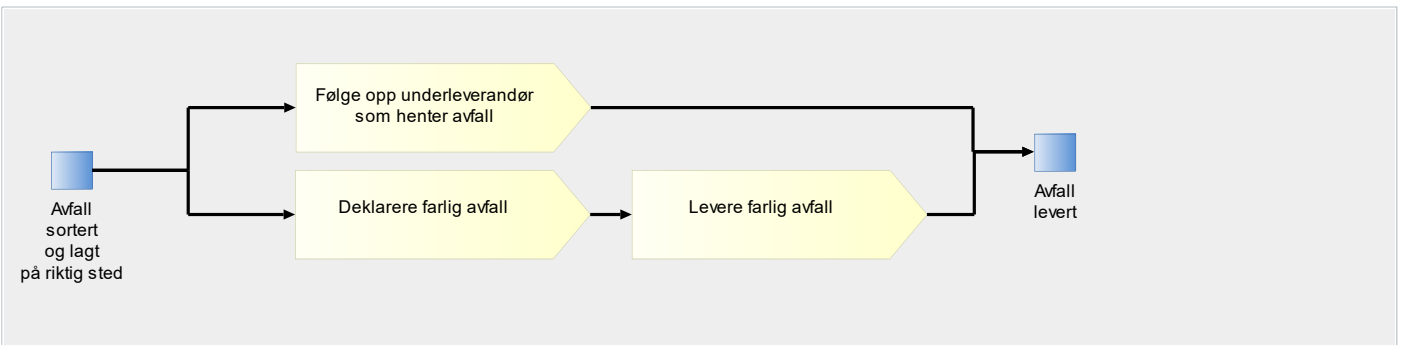 Følge opp underleverandør
som henter avfall
Avfall
sortert
og lagt
på riktig sted
Deklarere farlig avfall
Levere farlig avfall
Avfall
levert